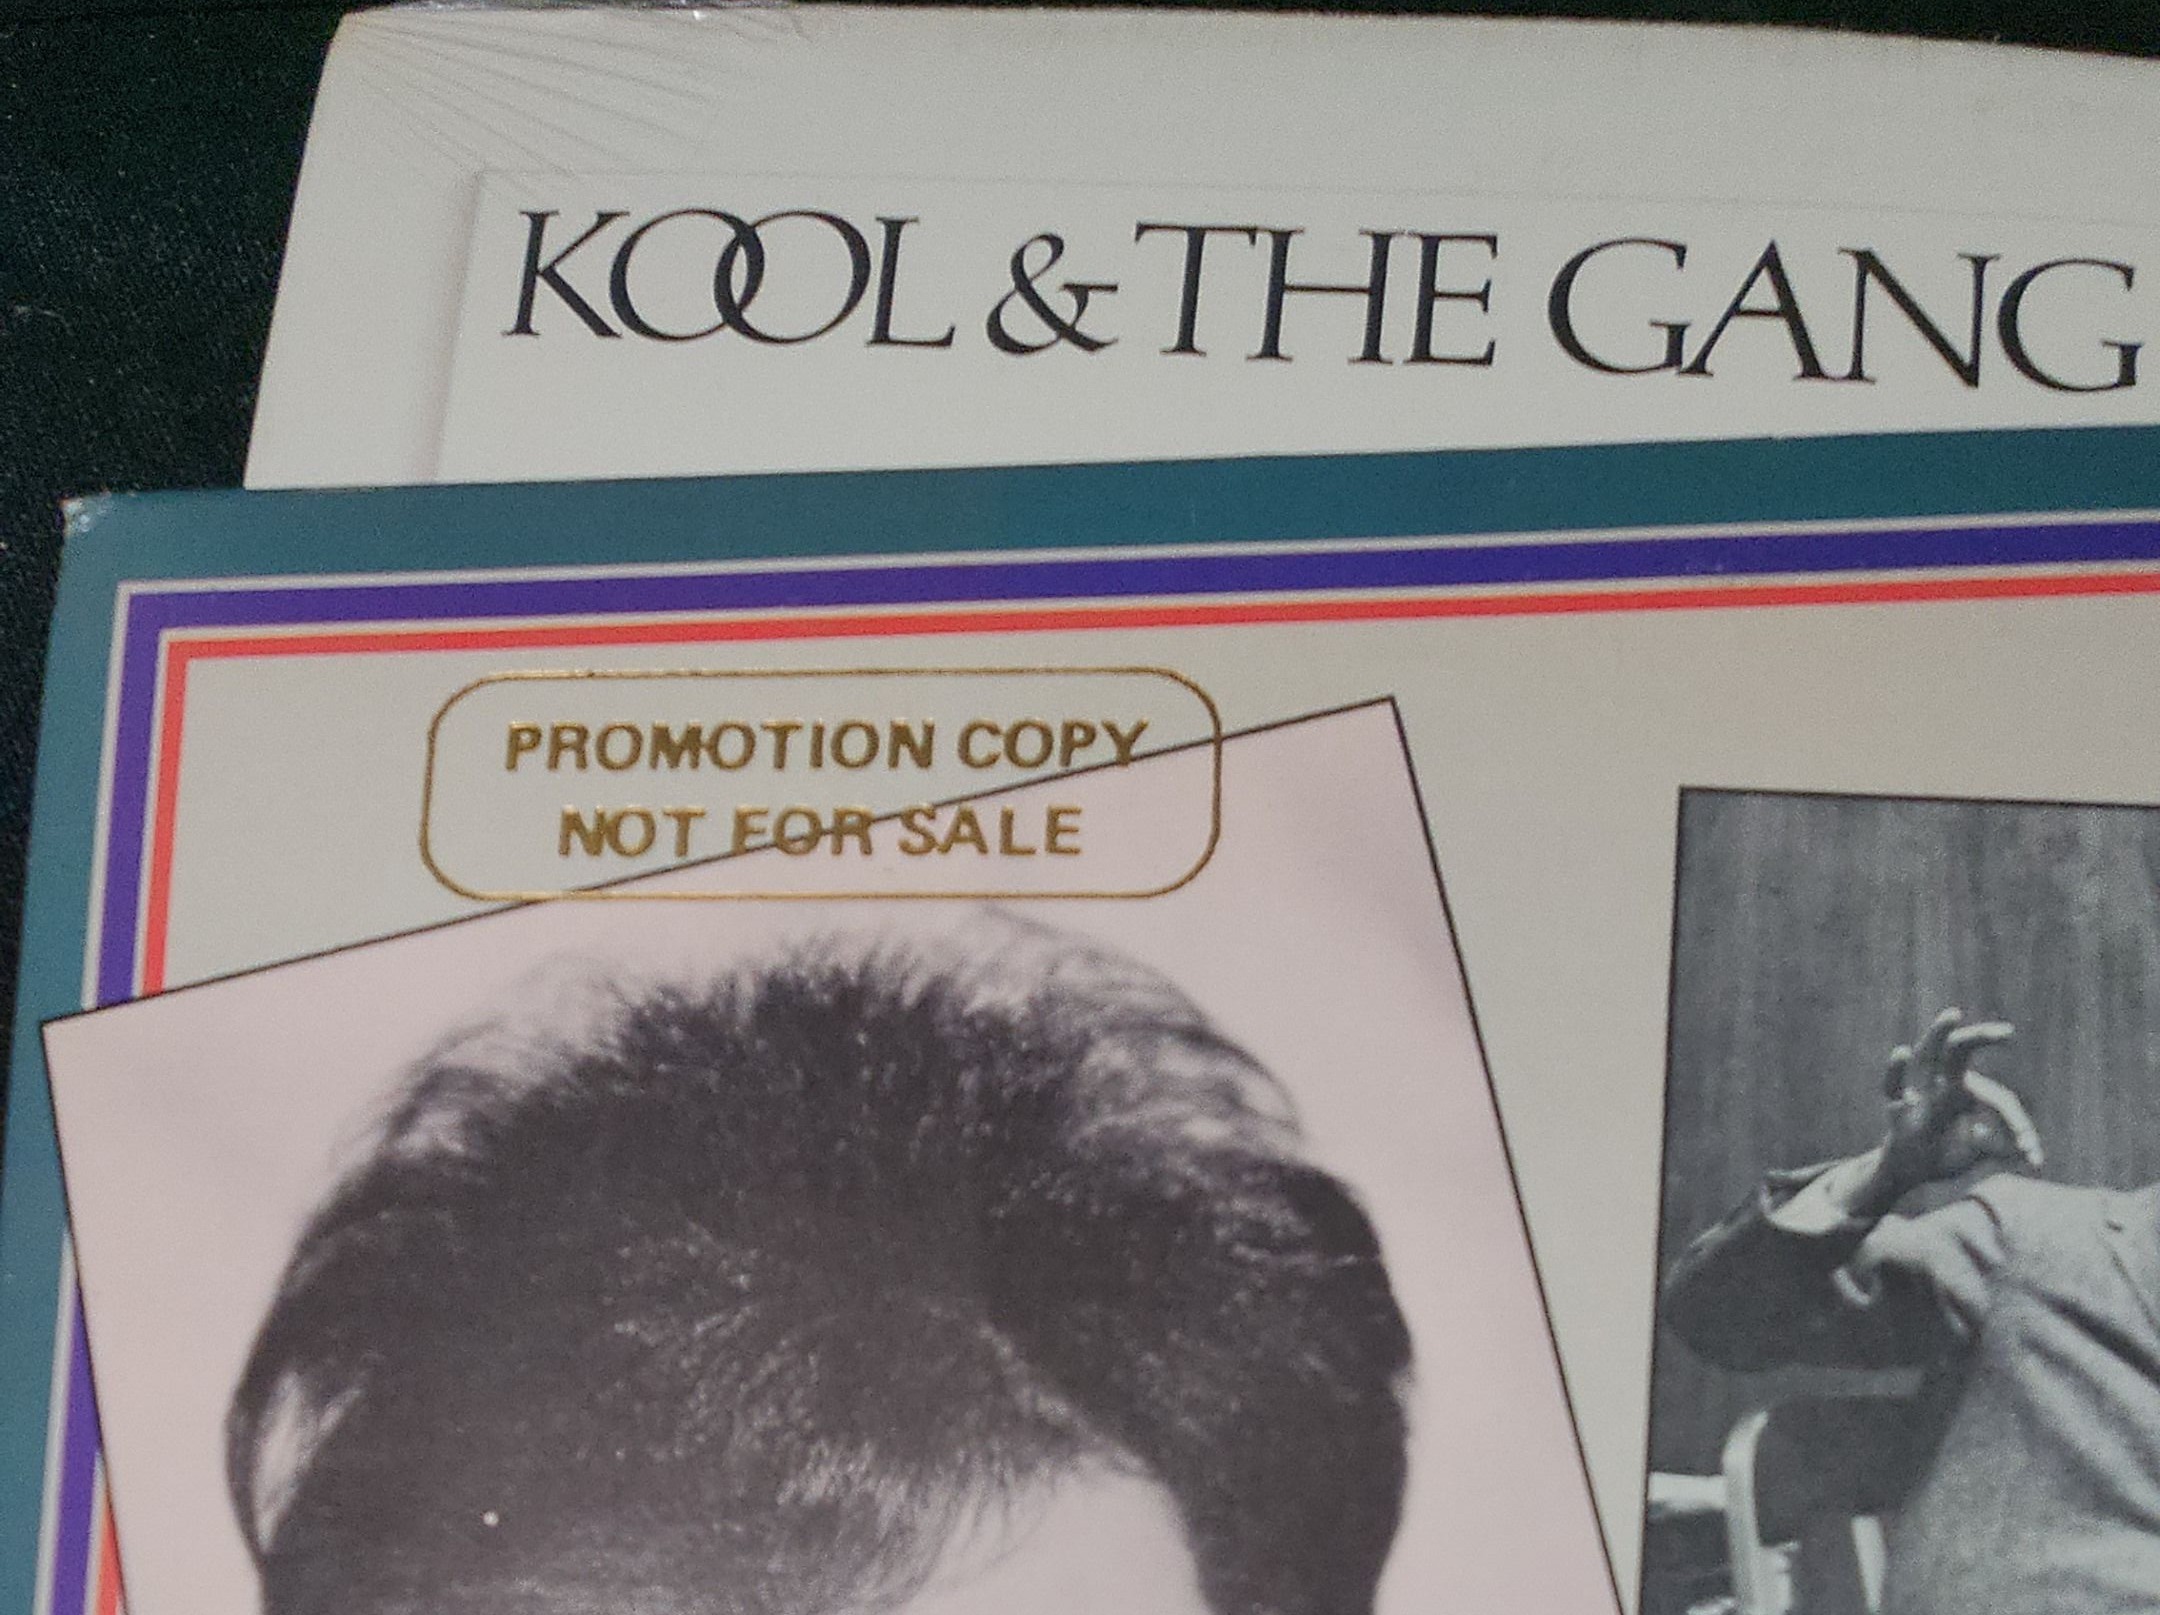 KOOL & THE GANG
PROMOTION COPY
NOT FOR SALE